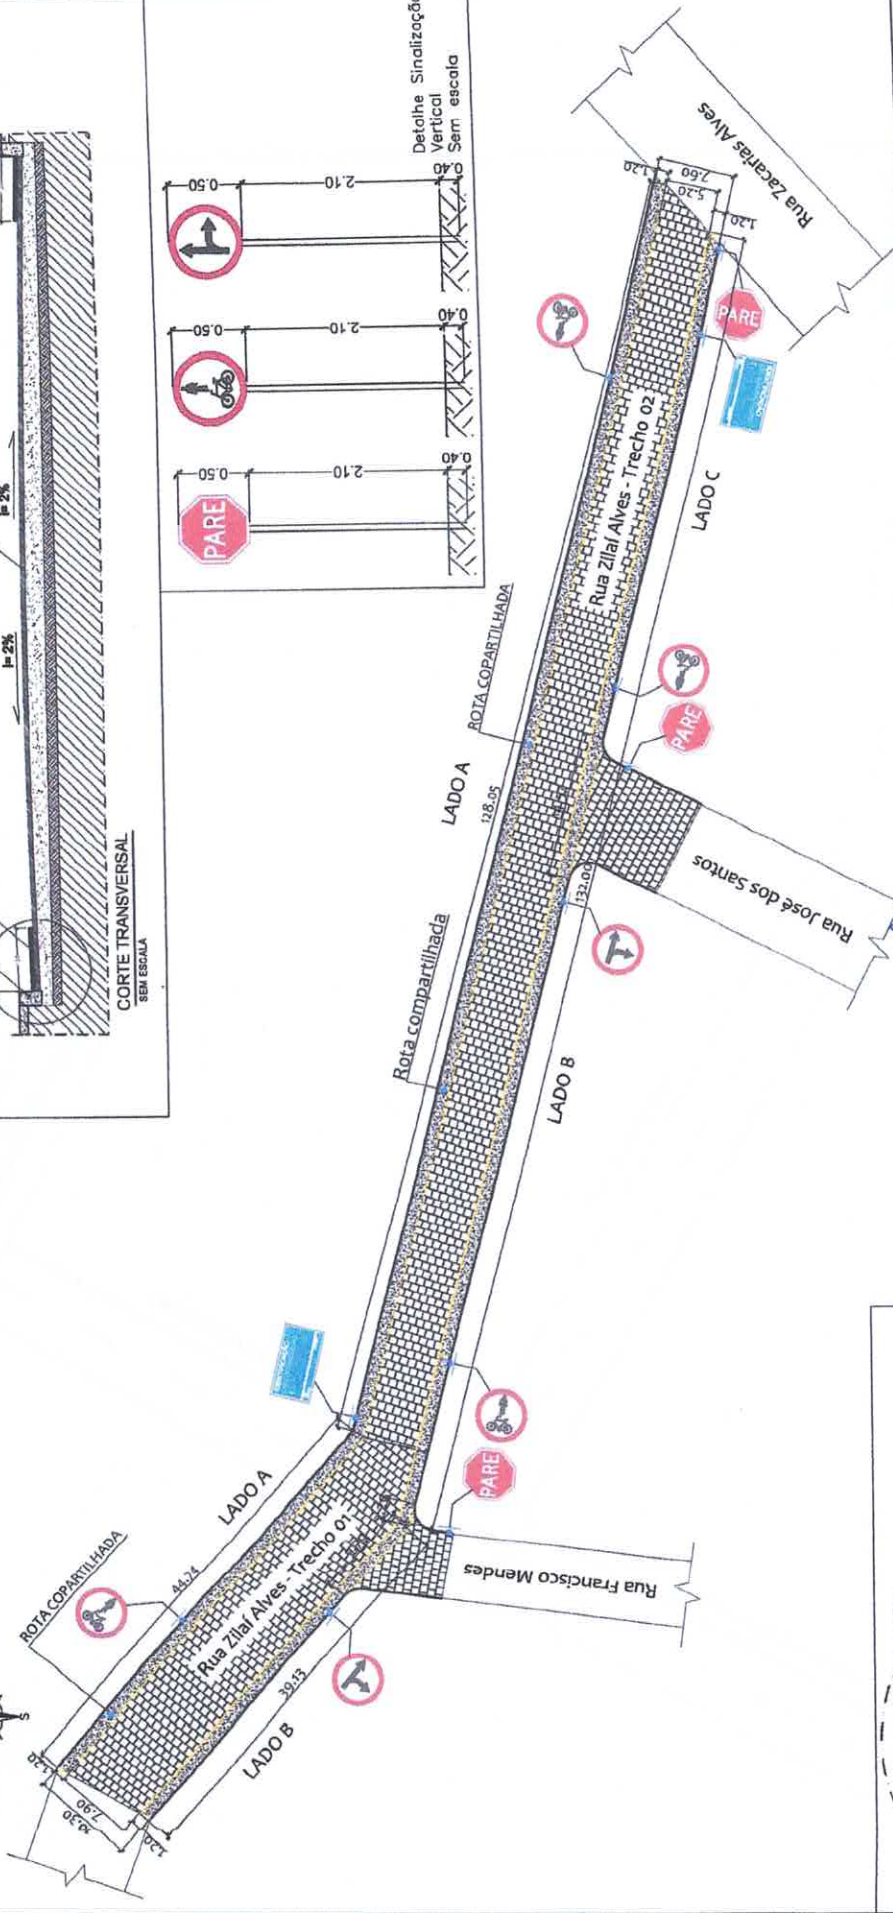 i=2%
i=2%
CORTE TRANSVERSAL
SEM ESCALA
Detalhe Sinalização
Vertical
Sem escala
PARE
0.50
2.10
0.40
0.50
2.10
0.40
0.50
2.10
0.40
Rua Zacarias Alves
1.20
5.20
7.60
1.20
PARE
Rua Zilaf Alves - Trecho 02
LADO C
ROTA COPARTILHADA
LADO A
128.05
PARE
132.00
Rua José dos Santos
Rota compartilhada
LADO B
PARE
Rua Francisco Mendes
LADO A
44.24
ROTA COPARTILHADA
Rua Zilaf Alves - Trecho 01
39.13
LADO B
1.20
7.90
10.30
1.20
S